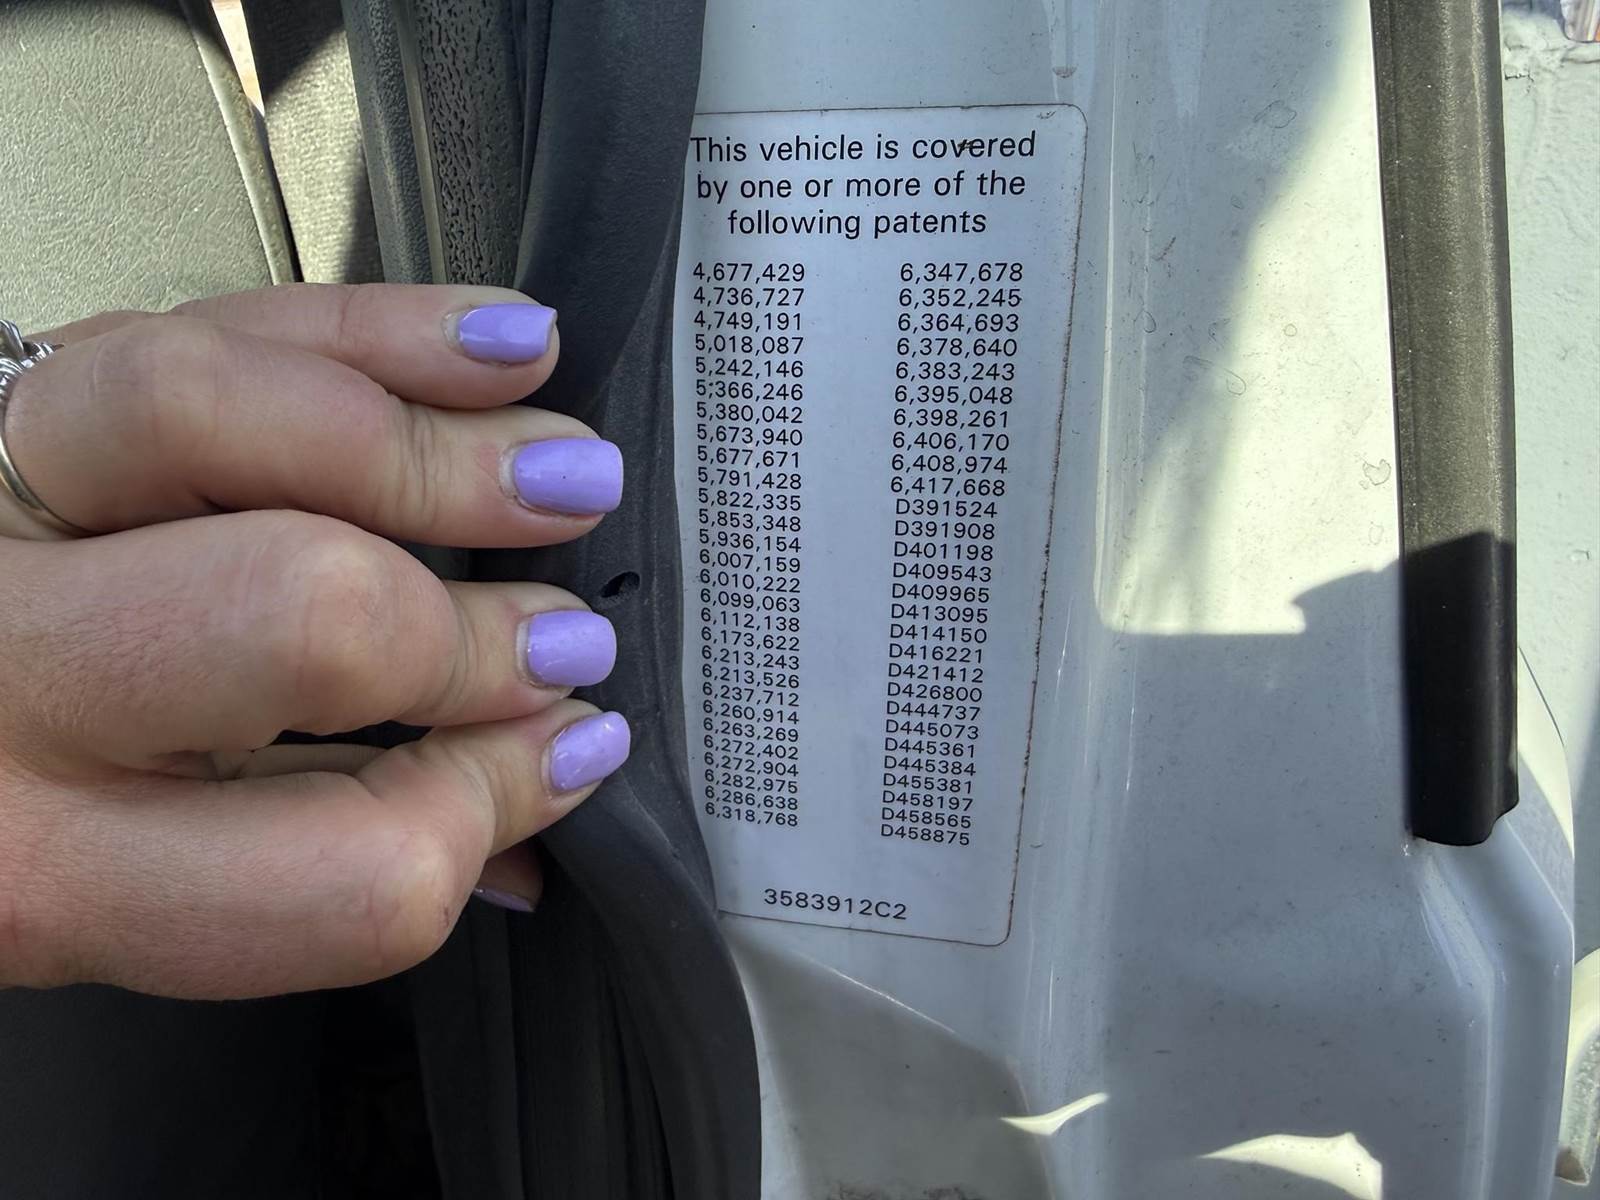 This vehicle is covered
by one or more of the
following patents
4,677,429 6,347,678
4,736,727 6,352,245
4,749,191 6,364,693
5,018,087 6,378,640
5,242,146 6,383,243
5,366,246 6,395,048
5,380,042 6,398,261
5,673,940 6,406,170
5,677,671 6,408,974
5,791,428 6,417,668
5,822,335 D391524
5,853,348 D391908
5,936,154 D401198
6,007,159 D409543
6,010,222 D409965
6,099,063 D413095
6,112,138 D414150
6,173,622 D416221
6,213,243 D421412
6,213,526 D426800
6,237,712 D444737
6,260,914 D445073
6,263,269 D445361
6,272,402 D445384
6,272,904 D455381
6,282,975 D458197
6,286,638 D458565
6,318,768 D458875
3583912C2